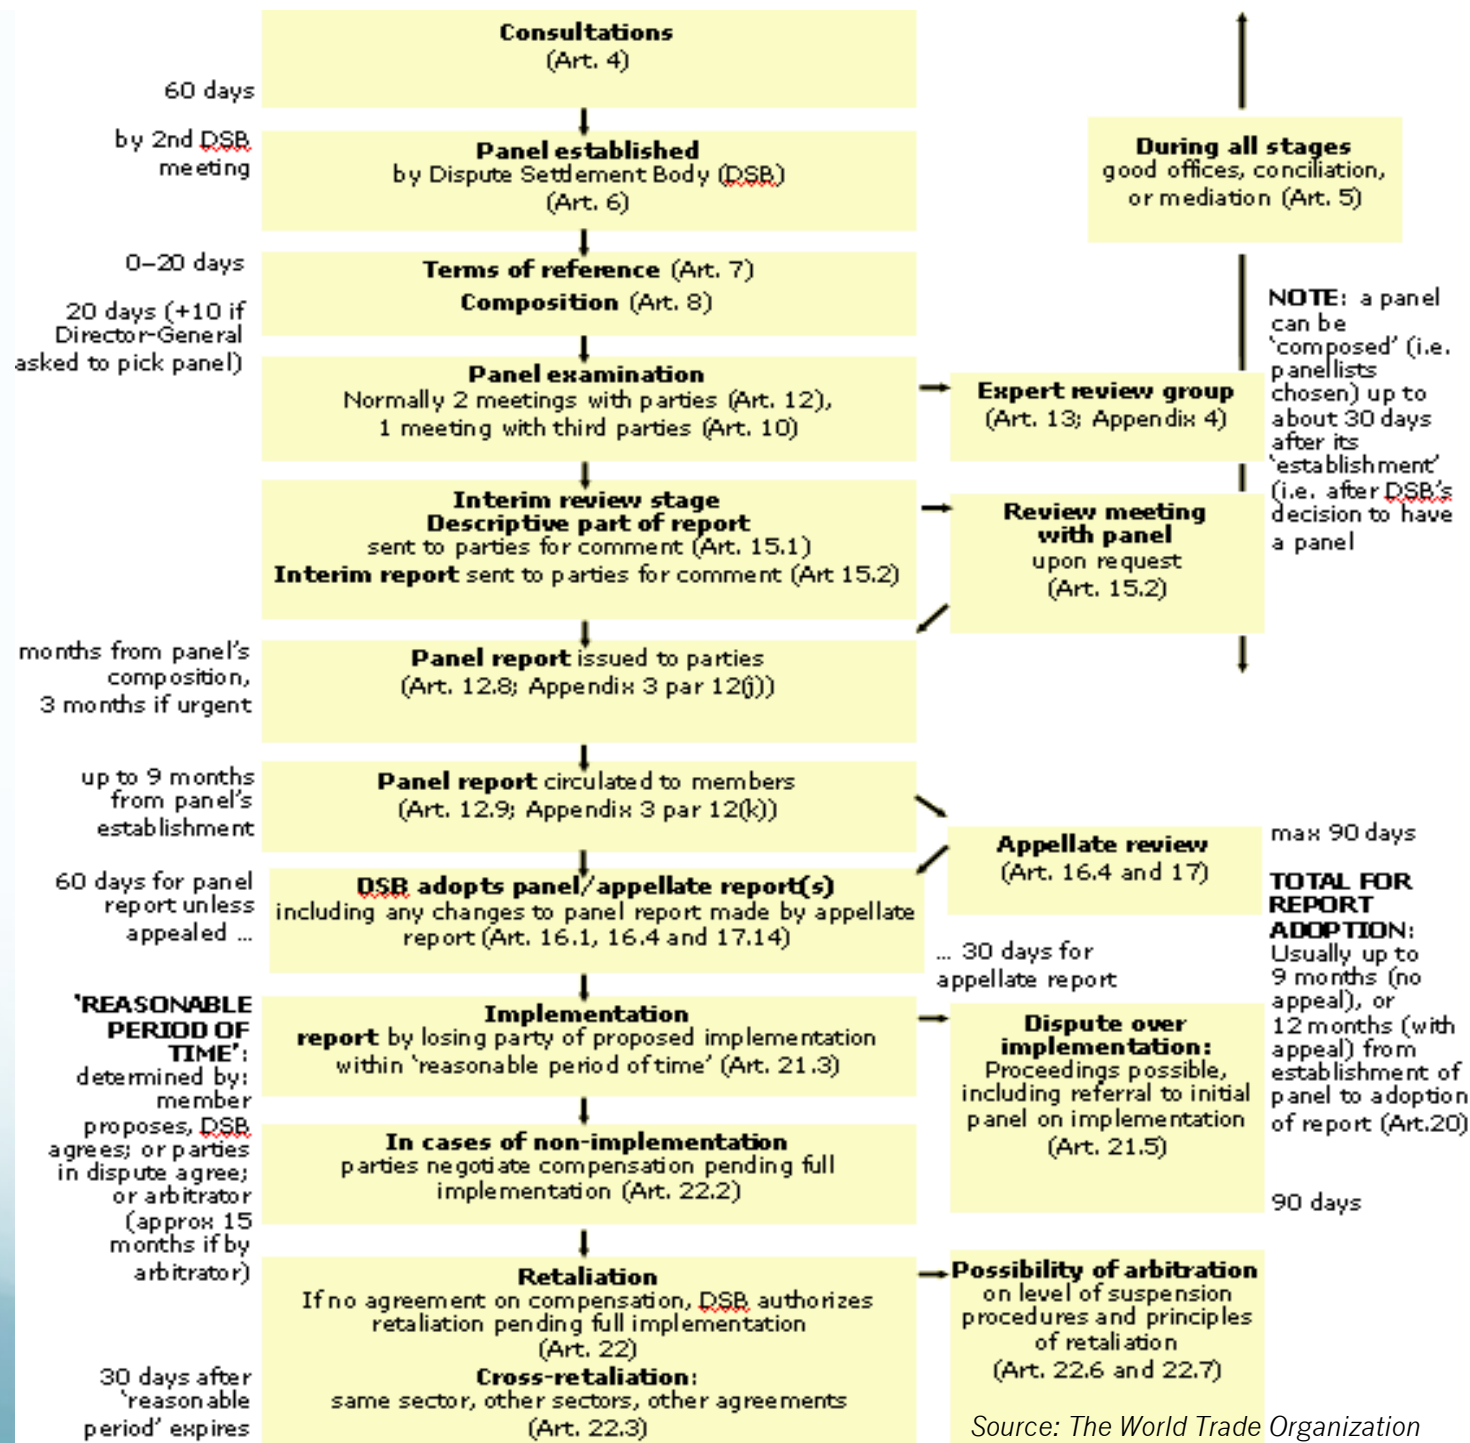 Consultations
(Art. 4)
60 days
by 2nd DSB
meeting
Panel established
by Dispute Settlement Body (DSB)
(Art. 6)
During all stages
good offices, conciliation,
or mediation (Art. 5)
0–20 days
Terms of reference (Art. 7)
Composition (Art. 8)
20 days (+10 if
Director-General
asked to pick panel)
NOTE: a panel
can be
‘composed’ (i.e.
panellists
chosen) up to
about 30 days
after its
‘establishment’
(i.e. after DSB’s
decision to have
a panel
Panel examination
Normally 2 meetings with parties (Art. 12),
1 meeting with third parties (Art. 10)
Expert review group
(Art. 13; Appendix 4)
Interim review stage
Descriptive part of report
sent to parties for comment (Art. 15.1)
Interim report sent to parties for comment (Art 15.2)
Review meeting
with panel
upon request
(Art. 15.2)
months from panel’s
composition,
3 months if urgent
Panel report issued to parties
(Art. 12.8; Appendix 3 par 12(j))
up to 9 months
from panel’s
establishment
Panel report circulated to members
(Art. 12.9; Appendix 3 par 12(k))
Appellate review
(Art. 16.4 and 17)
max 90 days
60 days for panel
report unless
appealed ...
DSB adopts panel/appellate report(s)
including any changes to panel report made by appellate
report (Art. 16.1, 16.4 and 17.14)
... 30 days for
appellate report
TOTAL FOR
REPORT
ADOPTION:
Usually up to
9 months (no
appeal), or
12 months (with
appeal) from
establishment of
panel to adoption
of report (Art.20)
‘REASONABLE
PERIOD OF
TIME’:
determined by:
member
proposes, DSB
agrees; or parties
in dispute agree;
or arbitrator
(approx 15
months if by
arbitrator)
Implementation
report by losing party of proposed implementation
within ‘reasonable period of time’ (Art. 21.3)
Dispute over
implementation:
Proceedings possible,
including referral to initial
panel on implementation
(Art. 21.5)
90 days
In cases of non-implementation
parties negotiate compensation pending full
implementation (Art. 22.2)
Retaliation
If no agreement on compensation, DSB authorizes
retaliation pending full implementation
(Art. 22)
Cross-retaliation:
same sector, other sectors, other agreements
(Art. 22.3)
Possibility of arbitration
on level of suspension
procedures and principles
of retaliation
(Art. 22.6 and 22.7)
30 days after
‘reasonable
period’ expires
Source: The World Trade Organization